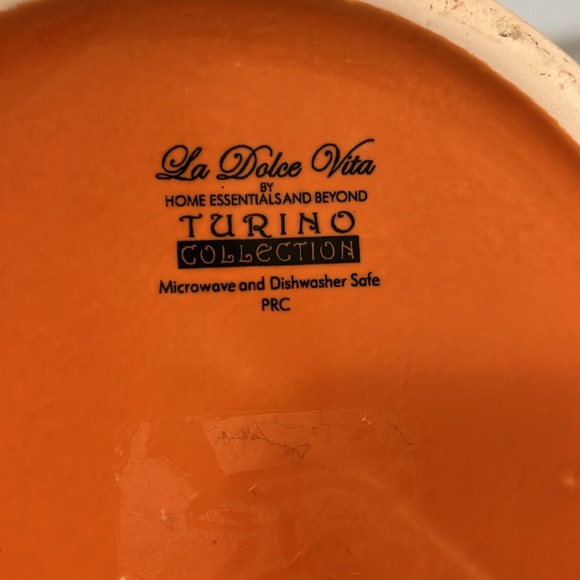 La Dolce Vita
BY
HOME ESSENTIALS AND BEYOND
TURINO
COLLECTION
Microwave and Dishwasher Safe
PRC